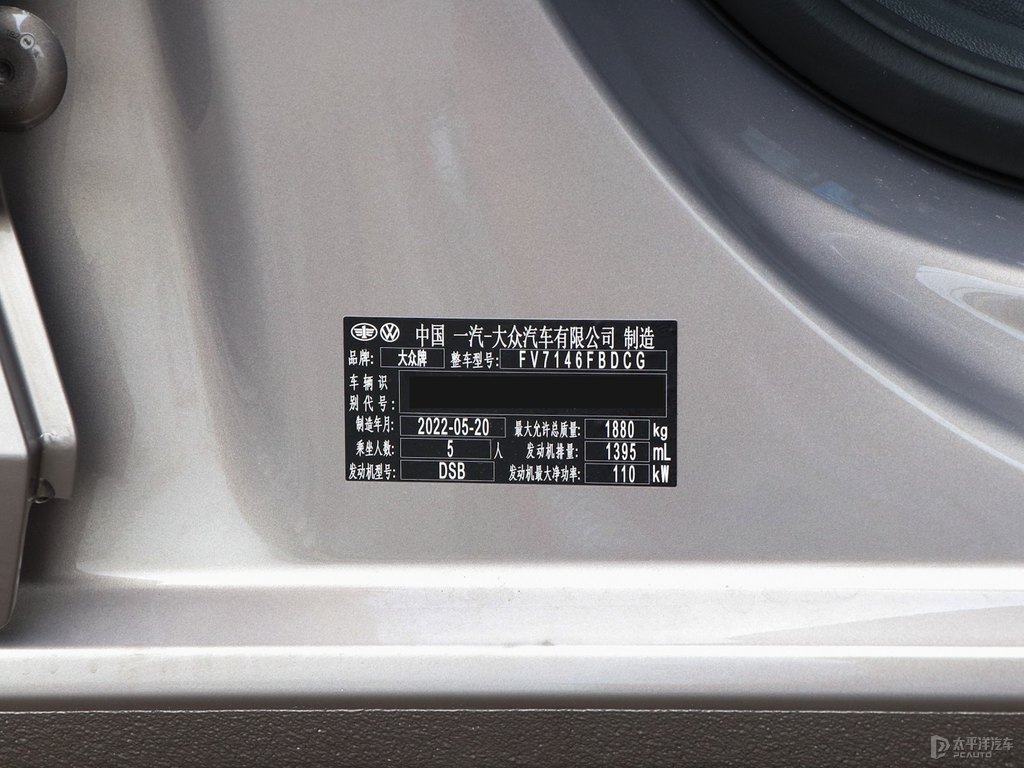 中国 一汽-大众汽车有限公司 制造
品牌: 大众牌 整车型号: FV7146FBDCG
车辆识
别代号:
制造年月: 2022-05-20 最大允许总质量: 1880 kg
乘坐人数: 5 人 发动机排量: 1395 mL
发动机型号: DSB 发动机最大净功率: 110 kW
太平洋汽车
PCAUTO